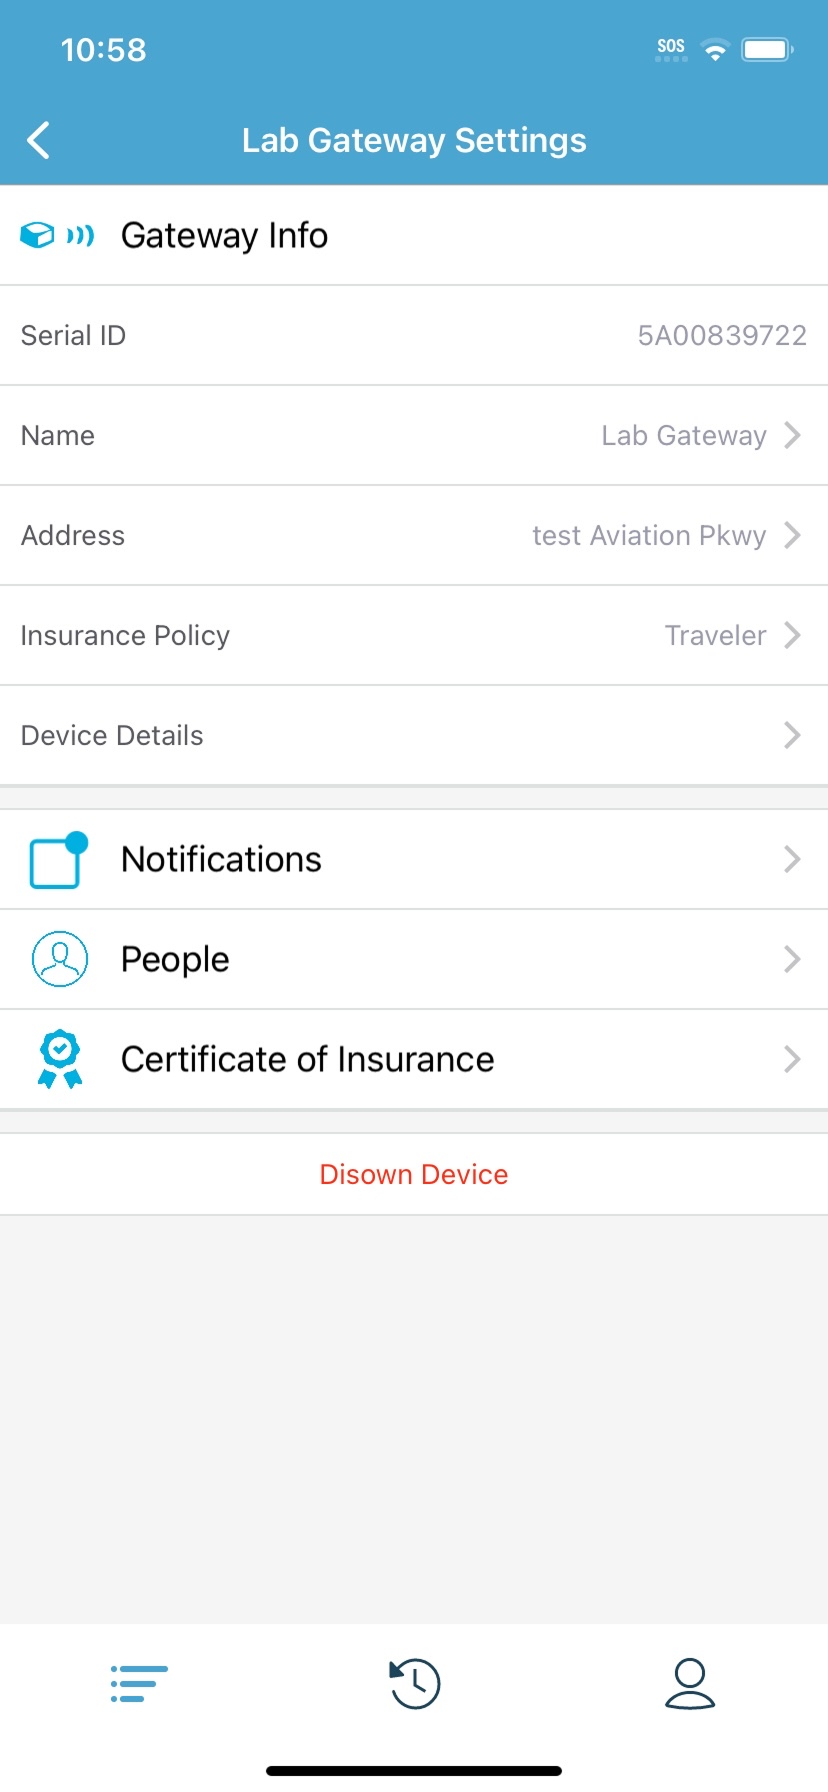 10:58
SOS
Lab Gateway Settings
Gateway Info
Serial ID 5A00839722
Name Lab Gateway
Address test Aviation Pkwy
Insurance Policy Traveler
Device Details
Notifications
People
Certificate of Insurance
Disown Device